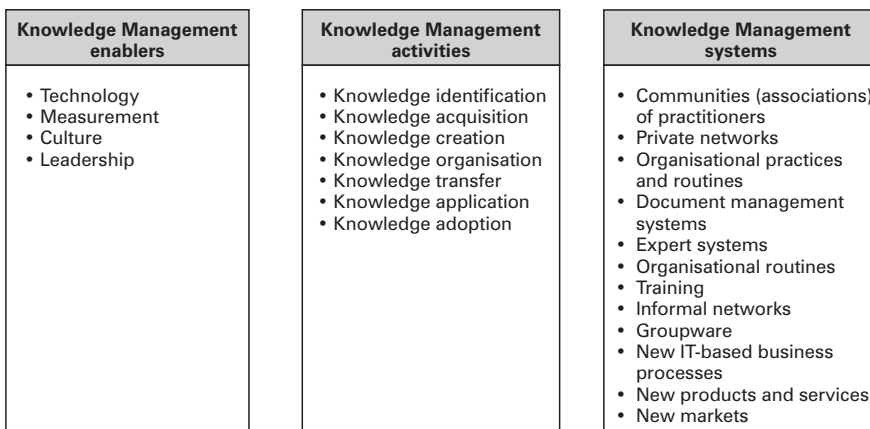 Knowledge Management
enablers
• Technology
• Measurement
• Culture
• Leadership
Knowledge Management
activities
• Knowledge identification
• Knowledge acquisition
• Knowledge creation
• Knowledge organisation
• Knowledge transfer
• Knowledge application
• Knowledge adoption
Knowledge Management
systems
• Communities (associations)
of practitioners
• Private networks
• Organisational practices
and routines
• Document management
systems
• Expert systems
• Organisational routines
• Training
• Informal networks
• Groupware
• New IT-based business
processes
• New products and services
• New markets